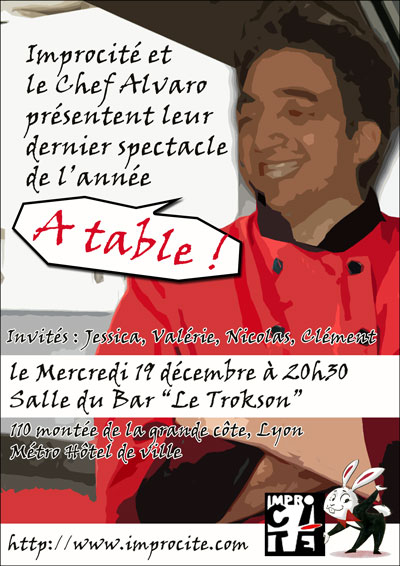 Improcité et
le Chef Alvaro
présentent leur
dernier spectacle
de l'année
A table !
Invités : Jessica, Valérie, Nicolas, Clément
le Mercredi 19 décembre à 20h30
Salle du Bar "Le Trokson"
110 montée de la grande côte, Lyon
Métro Hôtel de Ville
IMPRO
CITÉ
http://www.improcite.com